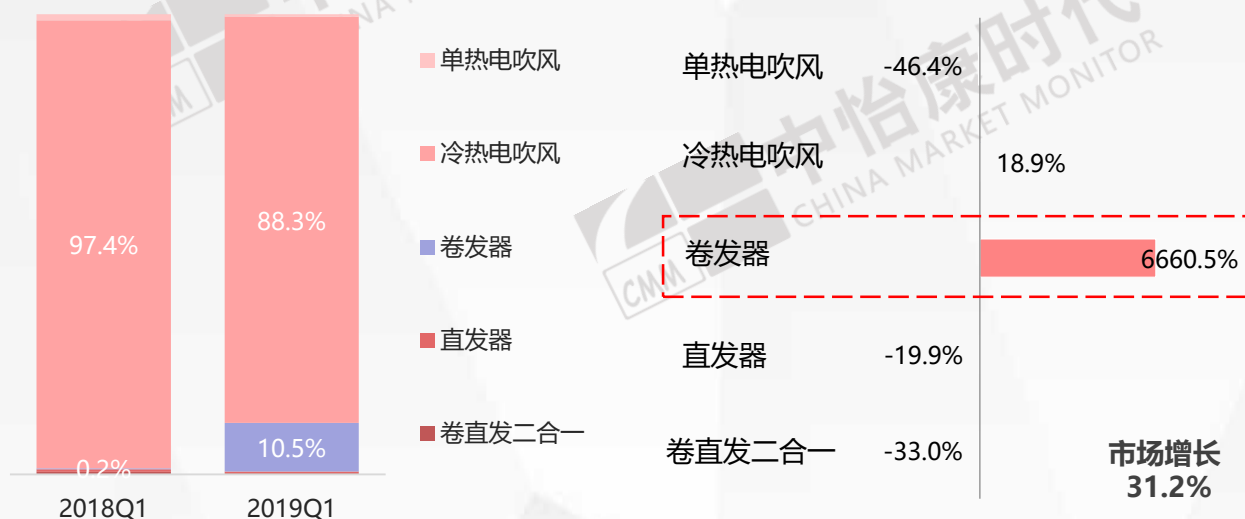 97.4%
0.2%
2018Q1
88.3%
10.5%
2019Q1
单热电吹风
冷热电吹风
卷发器
直发器
卷直发二合一
单热电吹风 -46.4%
冷热电吹风 18.9%
卷发器 6660.5%
直发器 -19.9%
卷直发二合一 -33.0%
市场增长
31.2%
中怡康时代
CHINA MARKET MONITOR
CMM